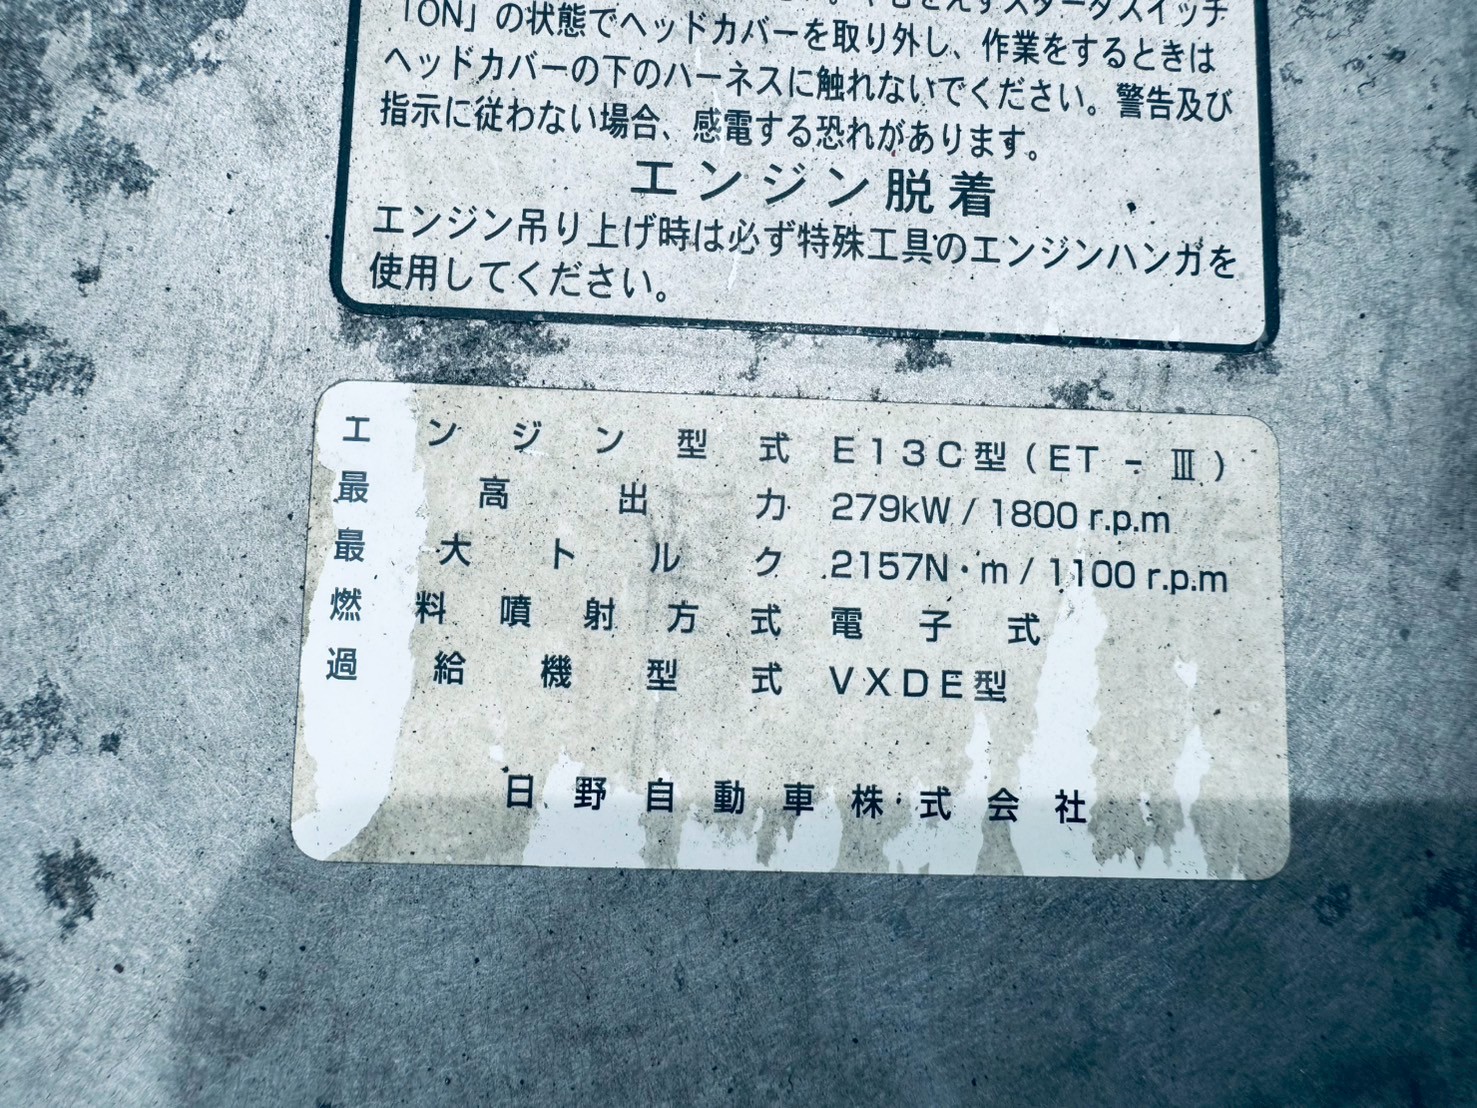 「ON」の状態でヘッドカバーを取り外し、作業をするときは
ヘッドカバーの下のハーネスに触れないでください。警告及び
指示に従わない場合、感電する恐れがあります。
エンジン脱着
エンジン吊り上げ時は必ず特殊工具のエンジンハンガを
使用してください。
エンジン型式 E13C型(ET-Ⅲ)
最高出力 279kW/1800r.p.m
最大トルク 2157N・m/1100r.p.m
燃料噴射方式 電子式
過給機型式 VXDE型
日野自動車株式会社